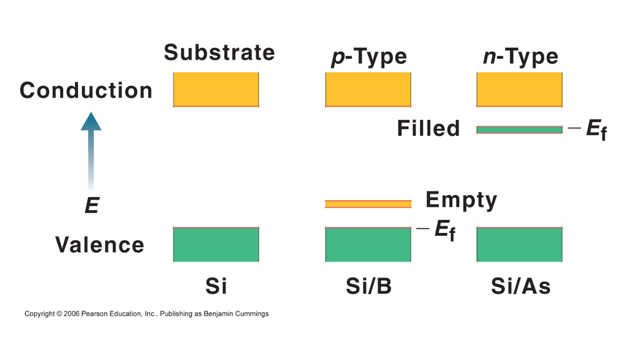 Substrate
p-Type
n-Type
Conduction
Filled
Ef
E
Empty
Valence
Ef
Si
Si/B
Si/As
Copyright © 2006 Pearson Education, Inc., Publishing as Benjamin Cummings